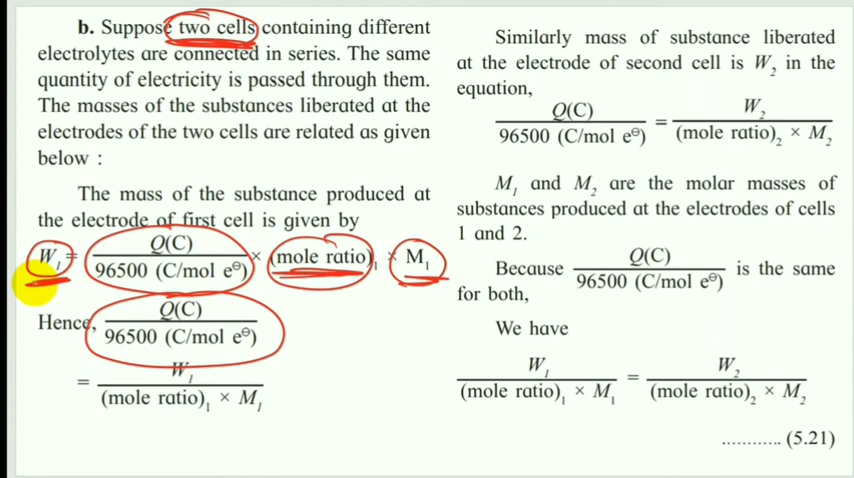 b. Suppose two cells containing different
electrolytes are connected in series. The same
quantity of electricity is passed through them.
The masses of the substances liberated at the
electrodes of the two cells are related as given
below :
The mass of the substance produced at
the electrode of first cell is given by
W₁ = Q(C) / 96500 (C/mol e⊖) × (mole ratio)₁ × M₁
Hence, Q(C) / 96500 (C/mol e⊖)
= W₁ / (mole ratio)₁ × M₁
Similarly mass of substance liberated
at the electrode of second cell is W₂ in the
equation,
Q(C) / 96500 (C/mol e⊖) = W₂ / (mole ratio)₂ × M₂
M₁ and M₂ are the molar masses of
substances produced at the electrodes of cells
1 and 2.
Because Q(C) / 96500 (C/mol e⊖) is the same
for both,
We have
W₁ / (mole ratio)₁ × M₁ = W₂ / (mole ratio)₂ × M₂
............ (5.21)